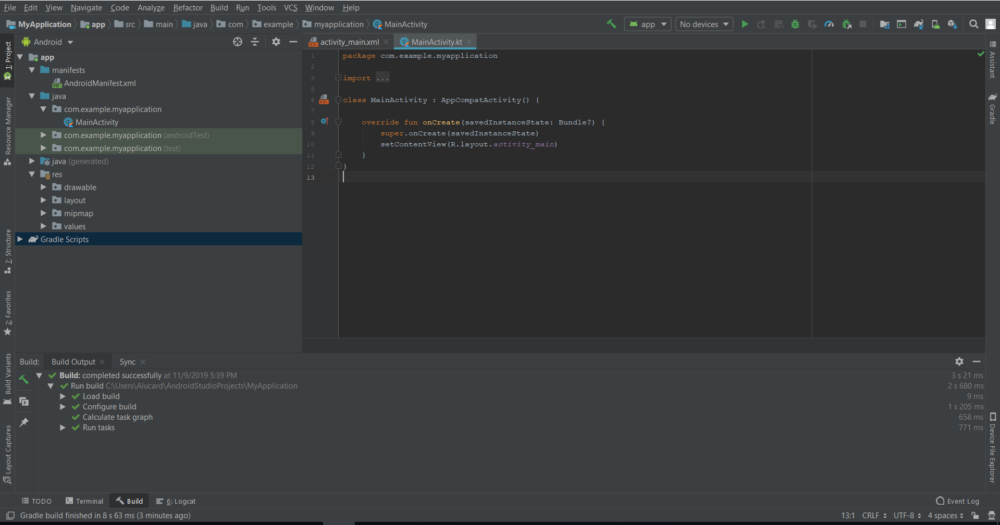 File Edit View Navigate Code Analyze Refactor Build Run Tools VCS Window Help
MyApplication app src main java com example myapplication MainActivity app No devices
Android
activity_main.xml MainActivity.kt
1: Project
Resource Manager
7: Structure
2: Favorites
Build Variants
Layout Captures
app
manifests
MF AndroidManifest.xml
java
com.example.myapplication
MainActivity
com.example.myapplication (androidTest)
com.example.myapplication (test)
java (generated)
res
drawable
layout
mipmap
values
Gradle Scripts
1 package com.example.myapplication
2
3 import ...
5
6 class MainActivity : AppCompatActivity() {
7
8 override fun onCreate(savedInstanceState: Bundle?) {
9 super.onCreate(savedInstanceState)
10 setContentView(R.layout.activity_main)
11 }
12 }
13
Assistant
Gradle
Device File Explorer
Build: Build Output Sync
Build: completed successfully at 11/9/2019 5:39 PM 3 s 21 ms
Run build C:\Users\Alucard\AndroidStudioProjects\MyApplication 2 s 680 ms
Load build 9 ms
Configure build 1 s 205 ms
Calculate task graph 658 ms
Run tasks 771 ms
TODO Terminal Build 6: Logcat Event Log
Gradle build finished in 8 s 63 ms (3 minutes ago) 13:1 CRLF UTF-8 4 spaces